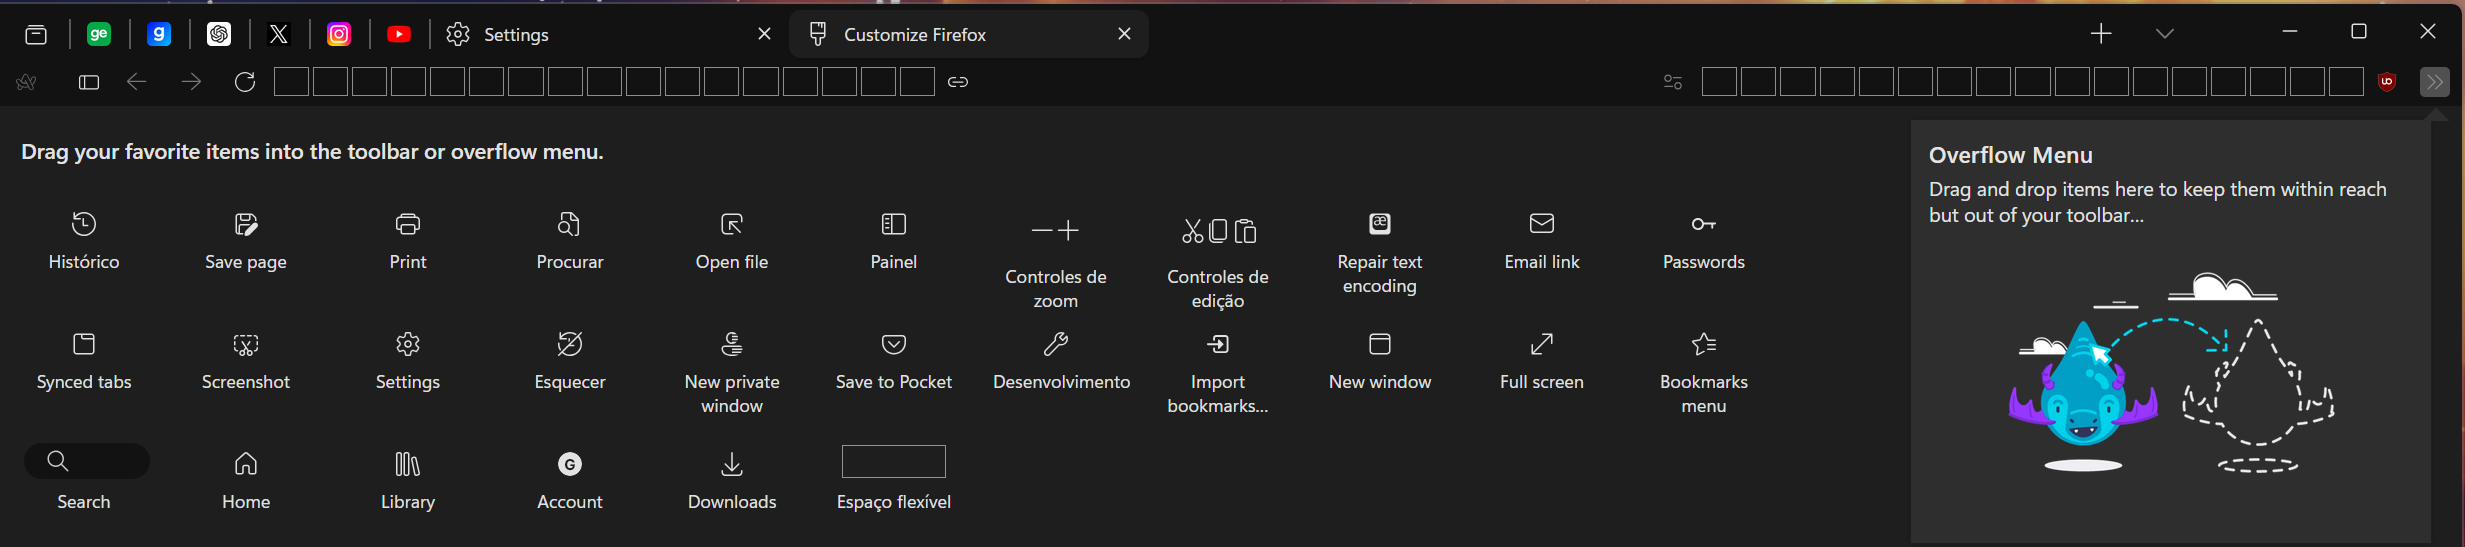 ge g Settings Customize Firefox
Drag your favorite items into the toolbar or overflow menu.
Overflow Menu
Drag and drop items here to keep them within reach
but out of your toolbar...
Histórico Save page Print Procurar Open file Painel Controles de
zoom Controles de
edição æ Repair text
encoding Email link Passwords
Synced tabs Screenshot Settings Esquecer New private
window Save to Pocket Desenvolvimento Import
bookmarks... New window Full screen Bookmarks
menu
G
Search Home Library Account Downloads Espaço flexível